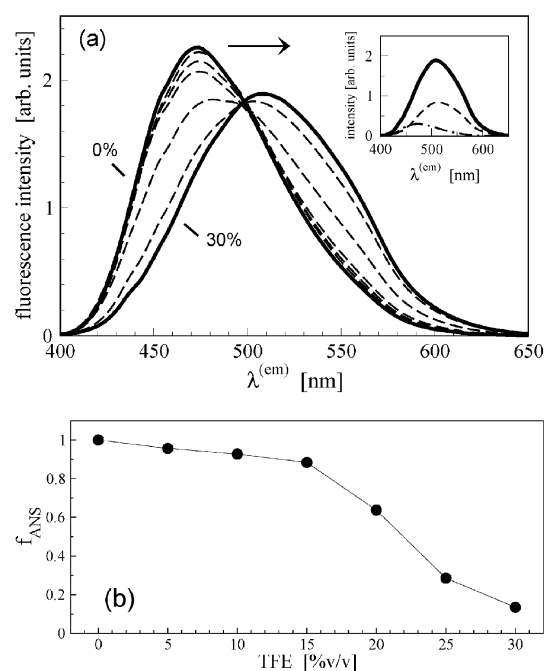 (a)
fluorescence intensity [arb. units]
2
1
0
0%
30%
400 450 500 550 600 650
λ(em) [nm]
intensity [arb. units]
2
1
0
400 500 600
λ(em) [nm]
(b)
fANS
1
0.8
0.6
0.4
0.2
0
0 5 10 15 20 25 30
TFE [%v/v]